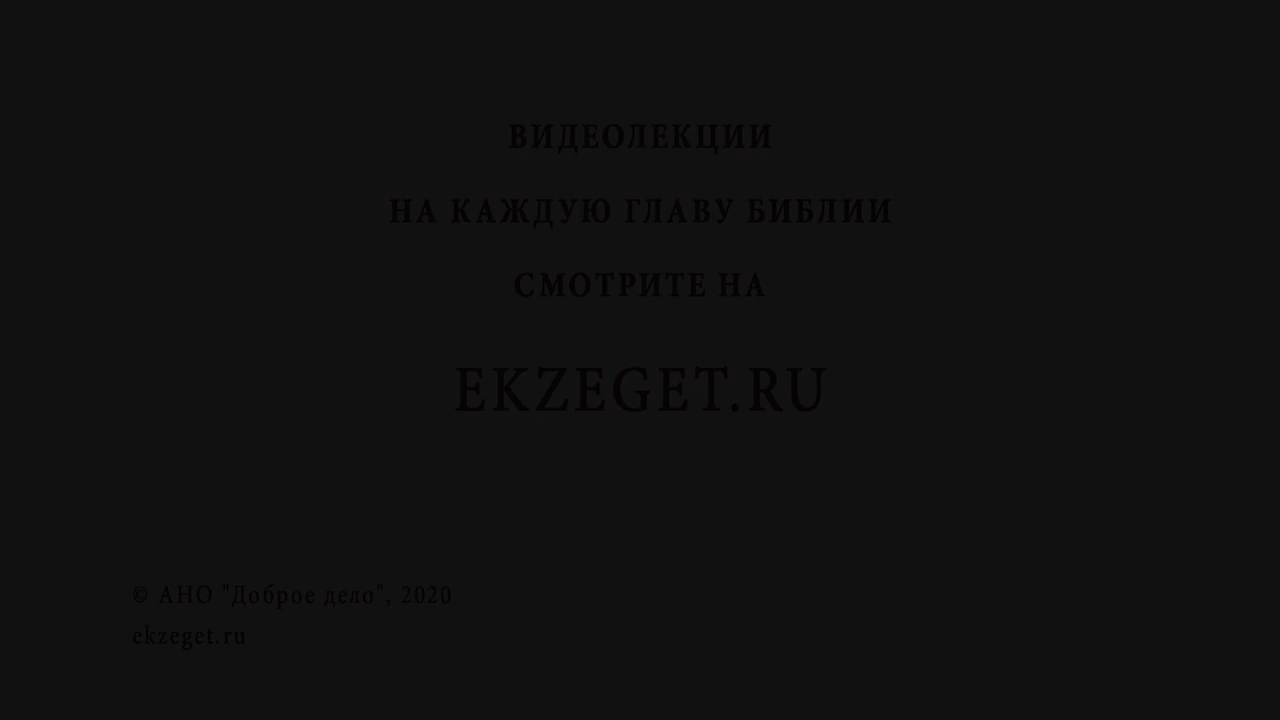 ВИДЕОЛЕКЦИИ
НА КАЖДУЮ ГЛАВУ БИБЛИИ
СМОТРИТЕ НА
EKZEGET.RU
© АНО "Доброе дело", 2020
ekzeget.ru